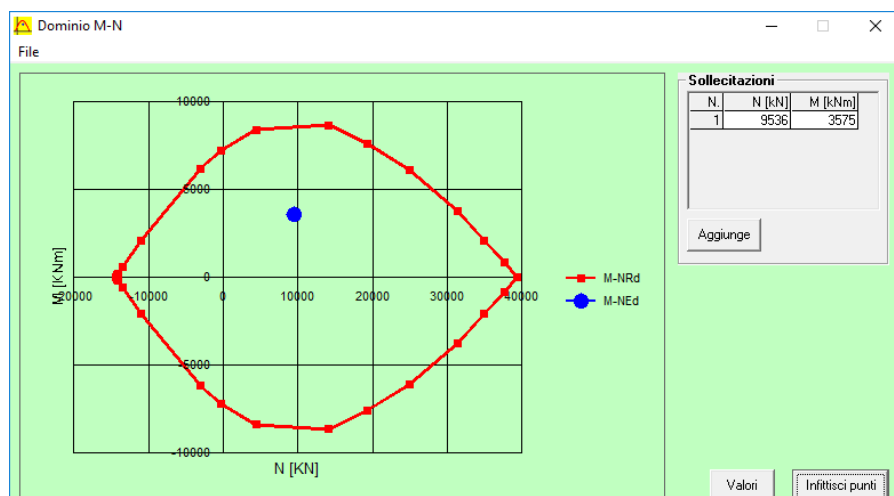 Dominio M-N
File
10000
5000
0
-5000
-10000
-20000
-10000
0
10000
20000
30000
40000
M [KNm]
N [KN]
M-NRd
M-NEd
Sollecitazioni
N. N [kN] M [kNm]
1 9536 3575
Aggiunge
Valori
Infittisci punti